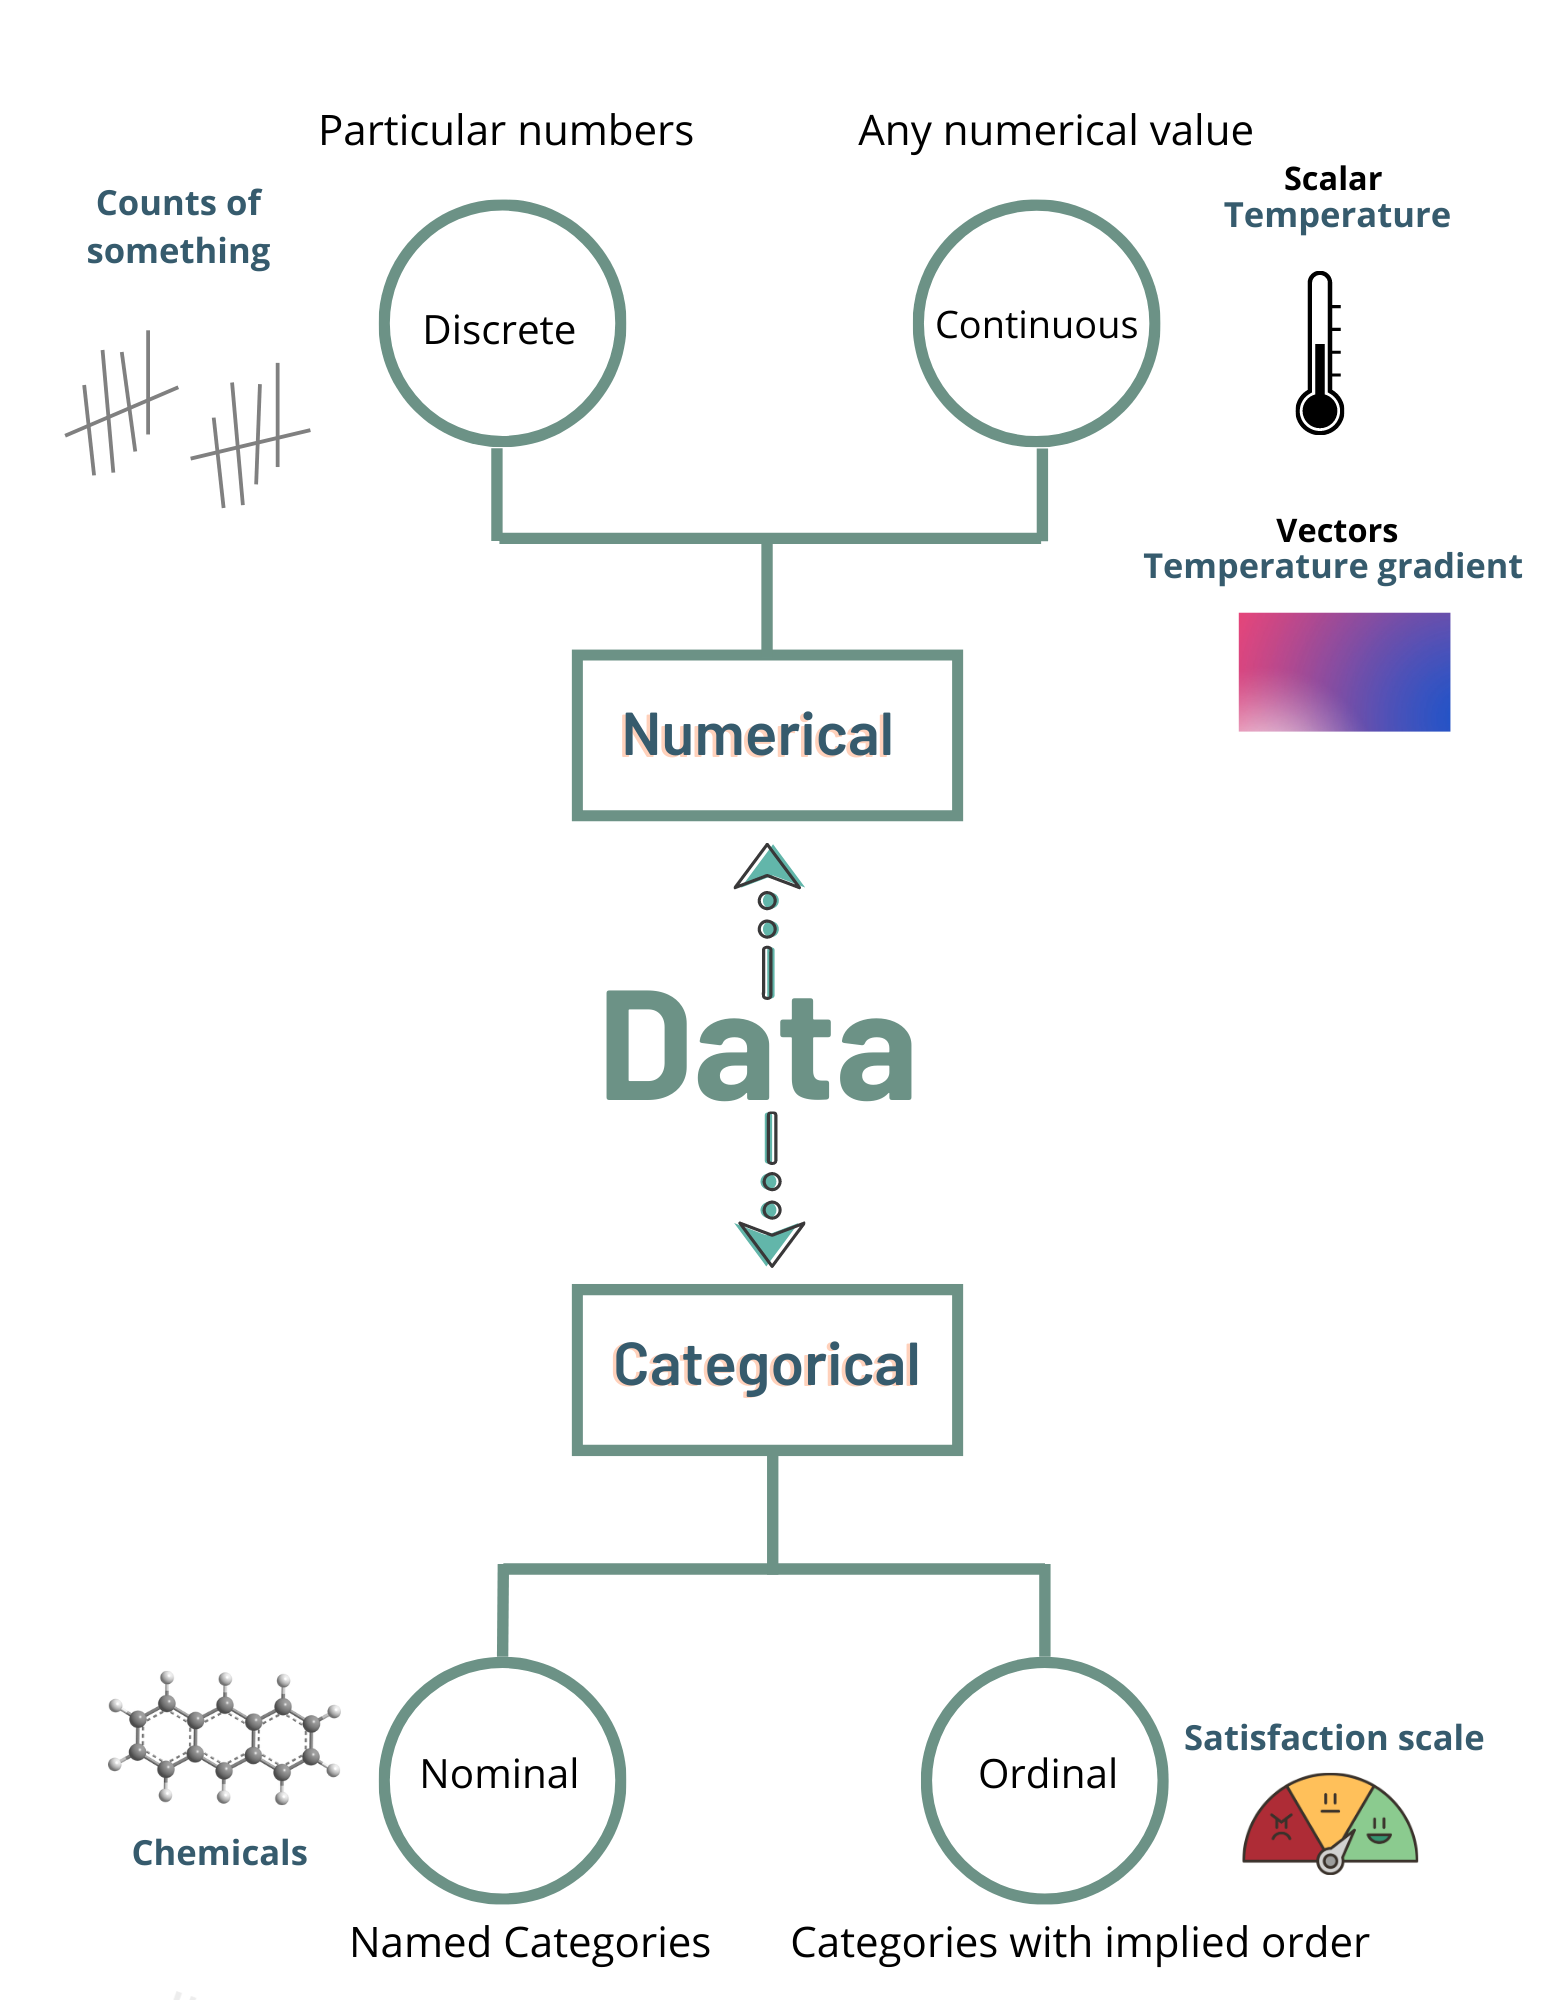 Particular numbers
Any numerical value
Counts of
something
Discrete
Continuous
Scalar
Temperature
Vectors
Temperature gradient
Numerical
Data
Categorical
Nominal
Ordinal
Chemicals
Satisfaction scale
Named Categories
Categories with implied order